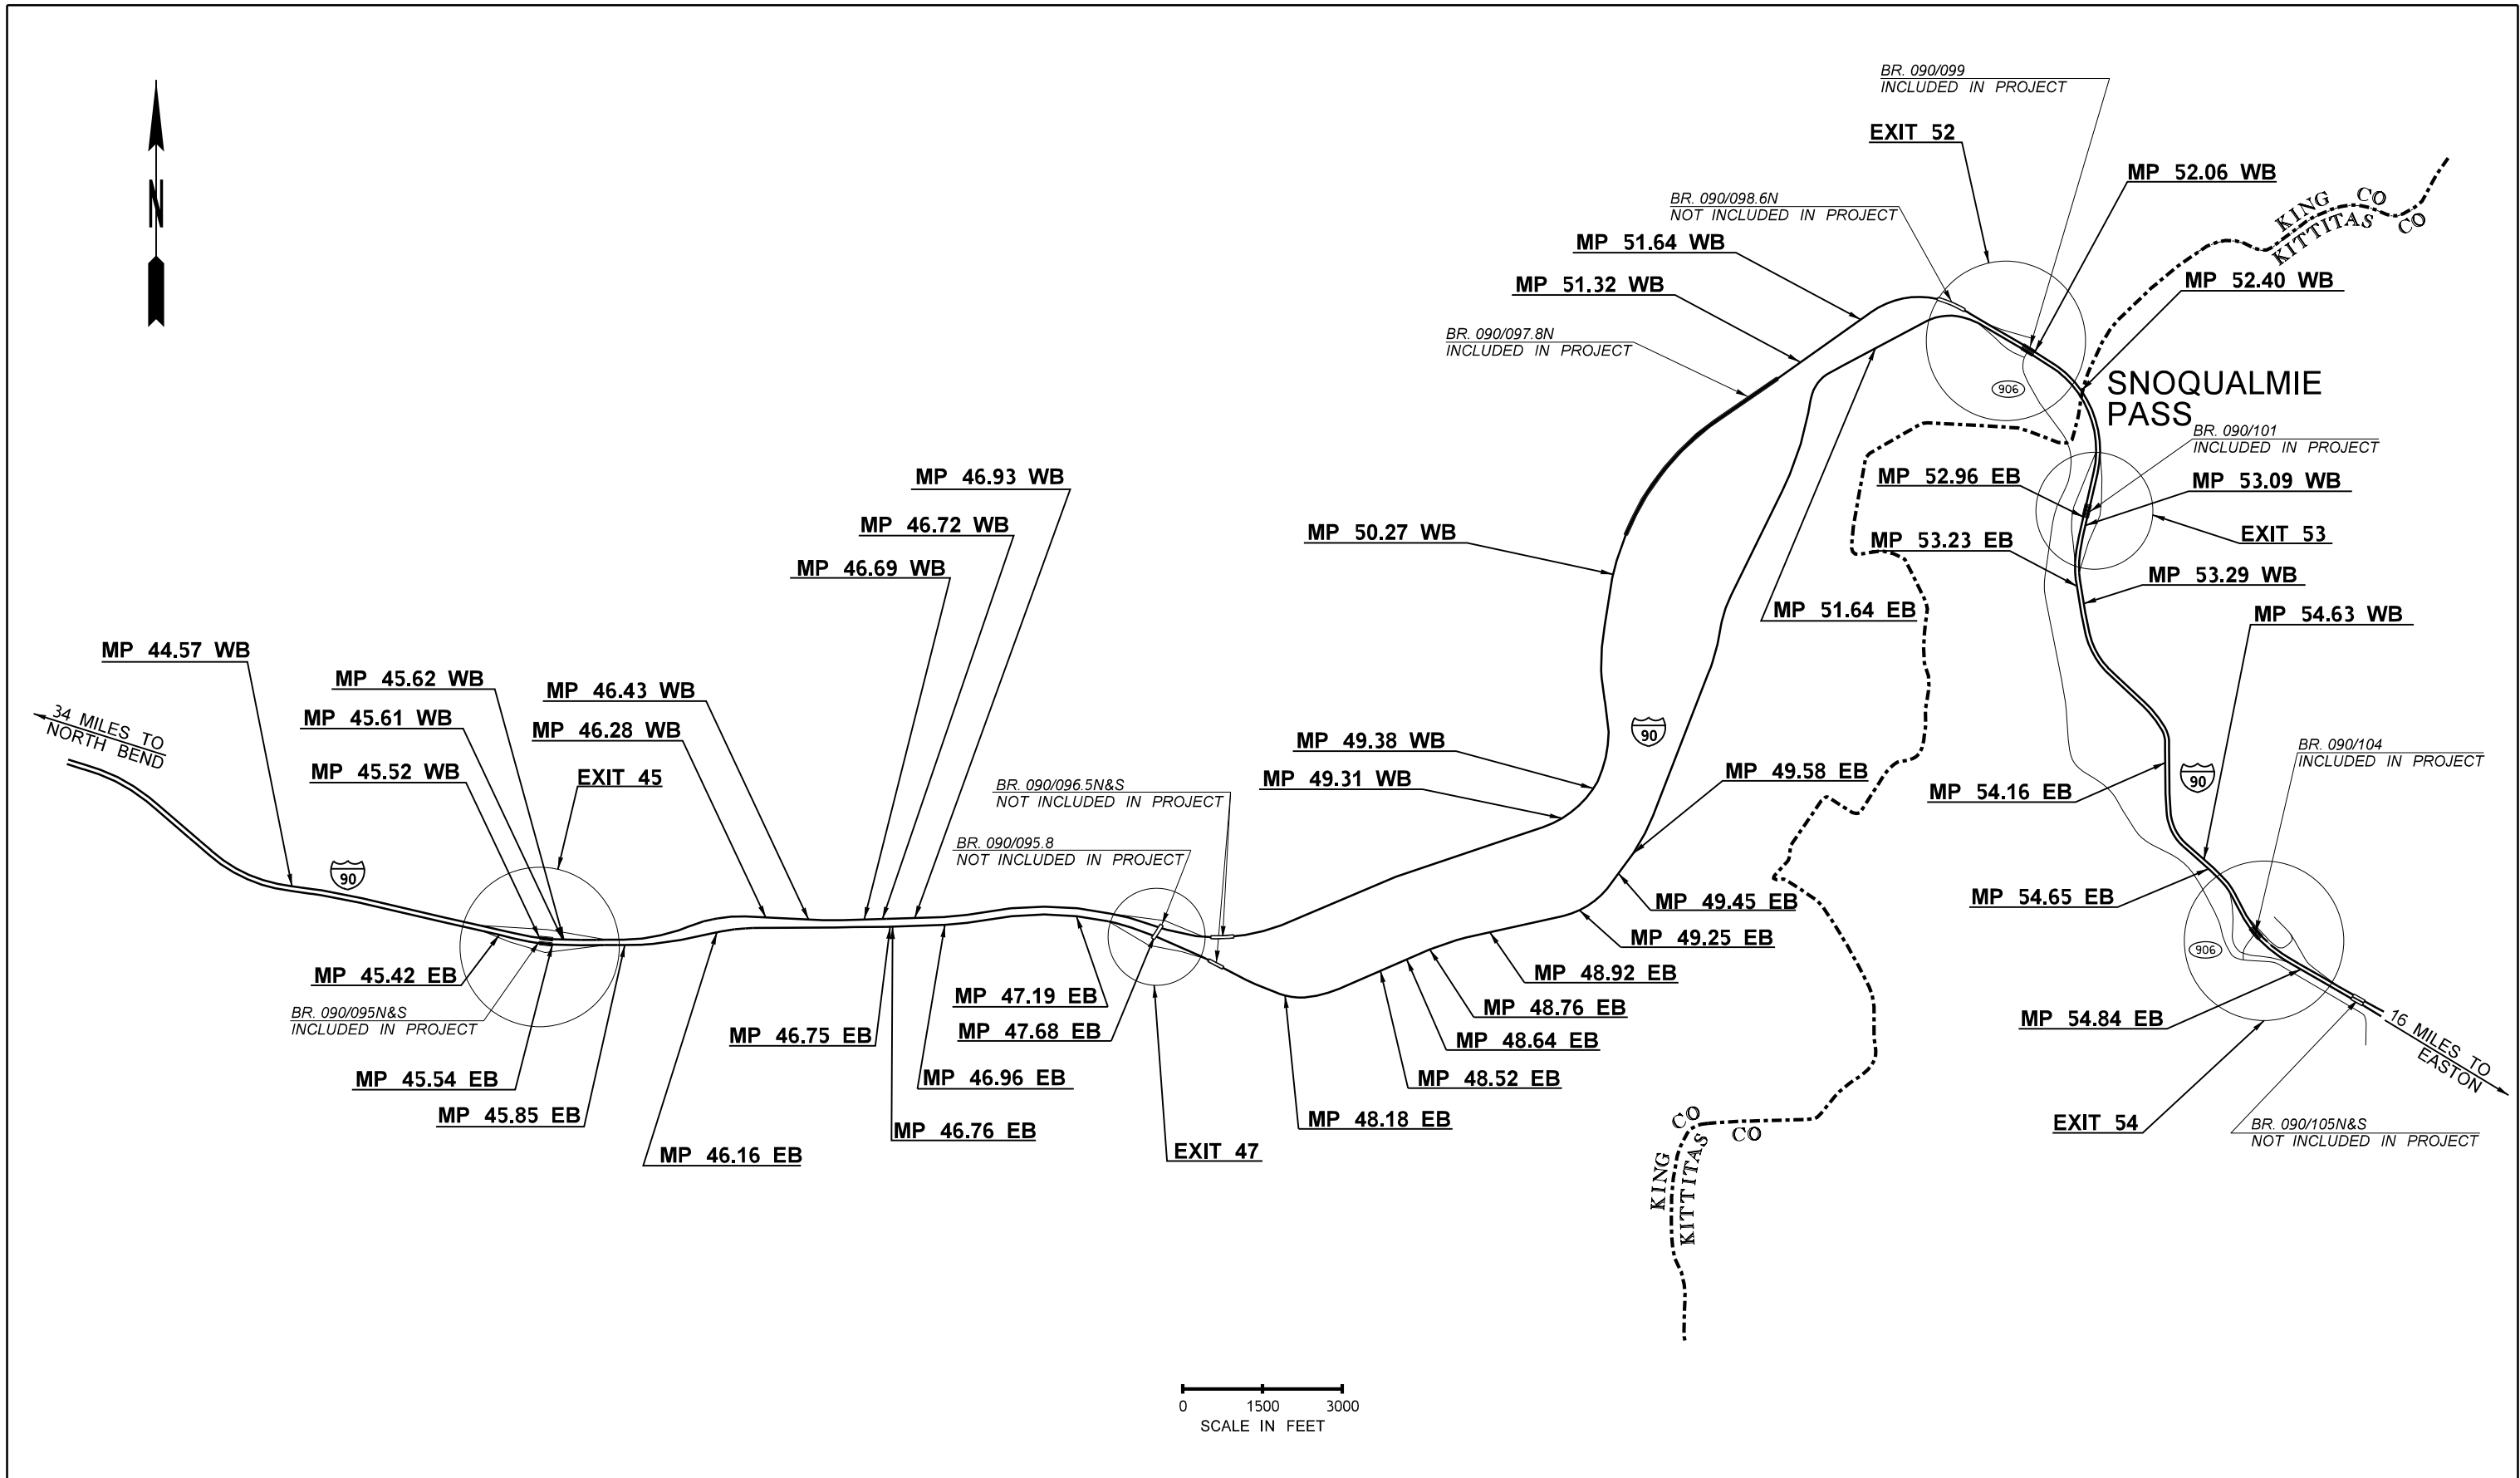 N
BR. 090/099
INCLUDED IN PROJECT
EXIT 52
MP 52.06 WB
KING CO
KITTITAS CO
BR. 090/098.6N
NOT INCLUDED IN PROJECT
MP 51.64 WB
MP 51.32 WB
MP 52.40 WB
BR. 090/097.8N
INCLUDED IN PROJECT
906
SNOQUALMIE
PASS
BR. 090/101
INCLUDED IN PROJECT
MP 46.93 WB
MP 52.96 EB
MP 53.09 WB
MP 46.72 WB
MP 50.27 WB
MP 53.23 EB
EXIT 53
MP 46.69 WB
MP 53.29 WB
MP 51.64 EB
MP 54.63 WB
MP 44.57 WB
MP 45.62 WB
MP 46.43 WB
34 MILES TO
NORTH BEND
MP 45.61 WB
MP 46.28 WB
90
MP 49.38 WB
BR. 090/104
INCLUDED IN PROJECT
MP 45.52 WB
EXIT 45
MP 49.31 WB
MP 49.58 EB
90
BR. 090/096.5N&S
NOT INCLUDED IN PROJECT
MP 54.16 EB
BR. 090/095.8
NOT INCLUDED IN PROJECT
90
MP 49.45 EB
MP 54.65 EB
MP 49.25 EB
906
MP 45.42 EB
MP 48.92 EB
MP 47.19 EB
MP 48.76 EB
BR. 090/095N&S
INCLUDED IN PROJECT
MP 54.84 EB
16 MILES TO
EASTON
MP 46.75 EB
MP 47.68 EB
MP 48.64 EB
MP 45.54 EB
MP 46.96 EB
MP 48.52 EB
MP 45.85 EB
MP 48.18 EB
MP 46.76 EB
KING CO
KITTITAS CO
EXIT 54
BR. 090/105N&S
NOT INCLUDED IN PROJECT
MP 46.16 EB
EXIT 47
0 1500 3000
SCALE IN FEET